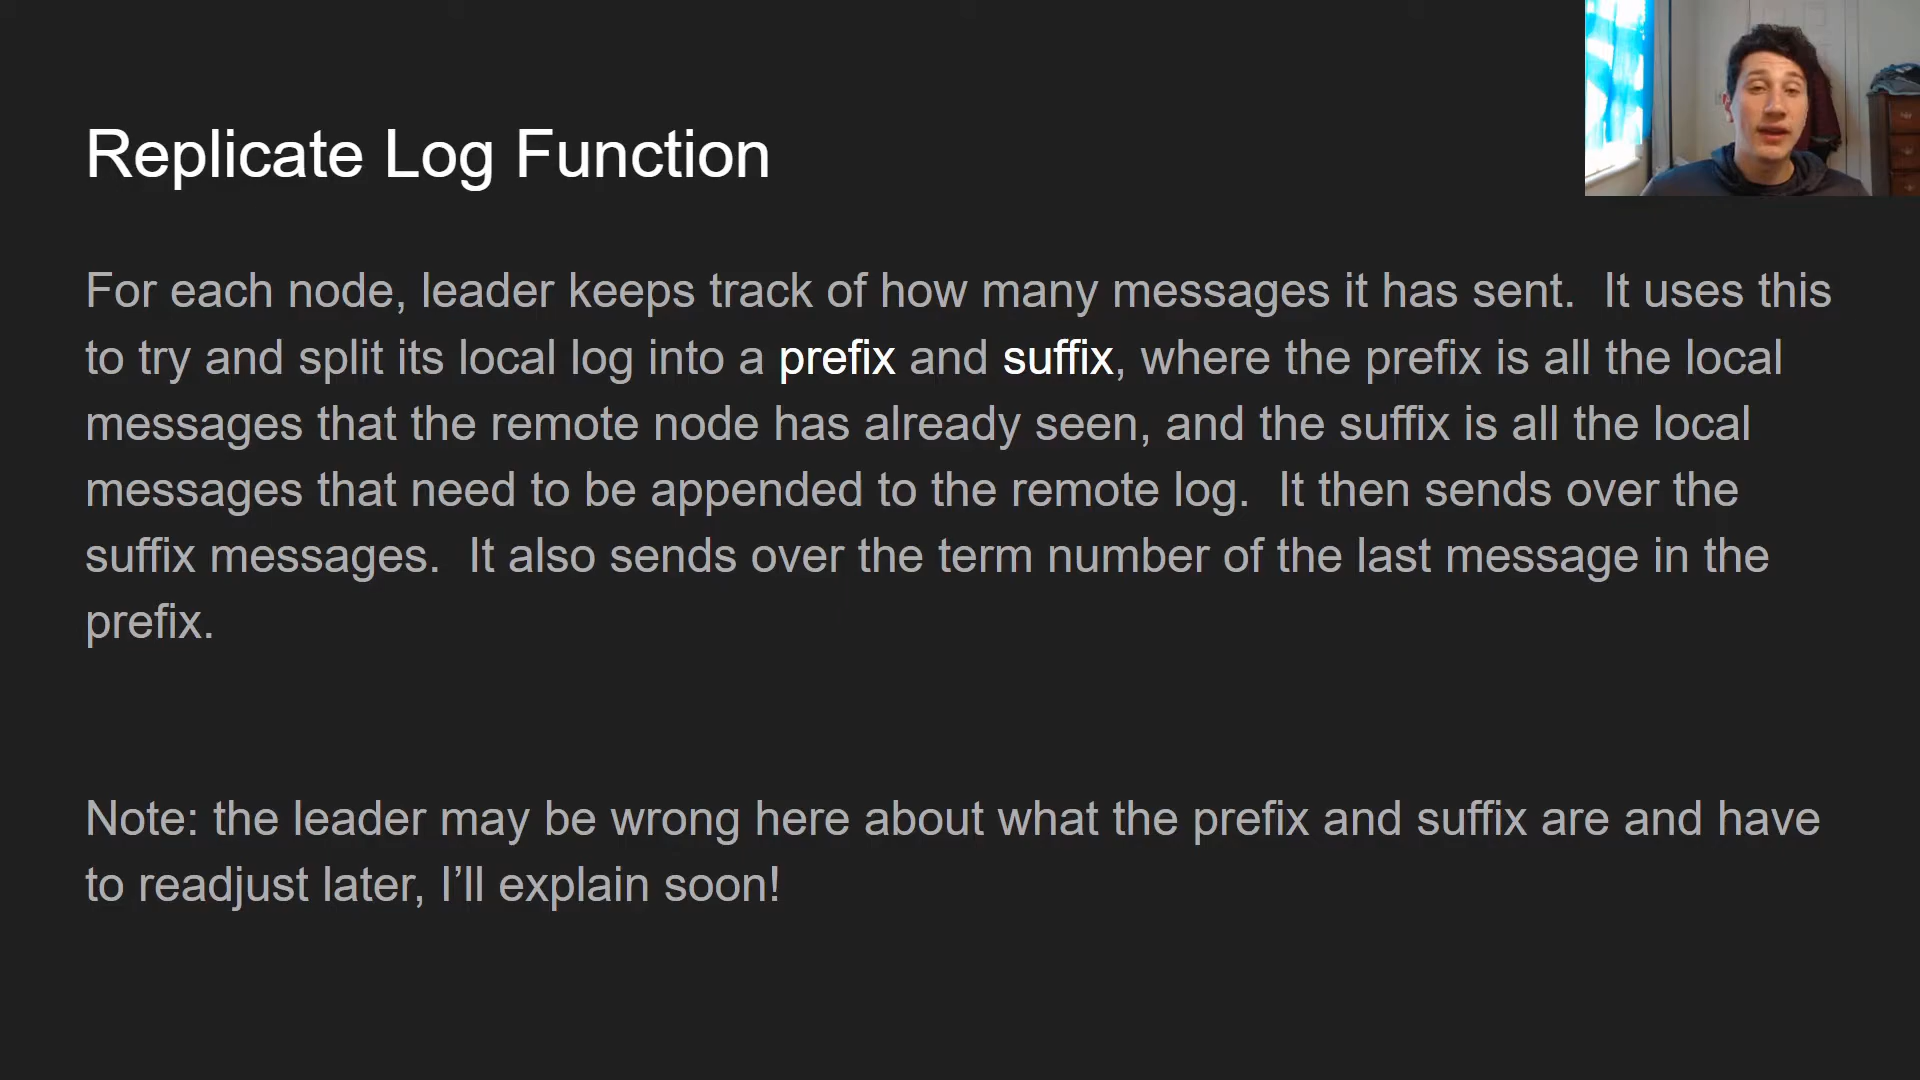 Replicate Log Function
For each node, leader keeps track of how many messages it has sent.  It uses this
to try and split its local log into a prefix and suffix, where the prefix is all the local
messages that the remote node has already seen, and the suffix is all the local
messages that need to be appended to the remote log.  It then sends over the
suffix messages.  It also sends over the term number of the last message in the
prefix.
Note: the leader may be wrong here about what the prefix and suffix are and have
to readjust later, I’ll explain soon!